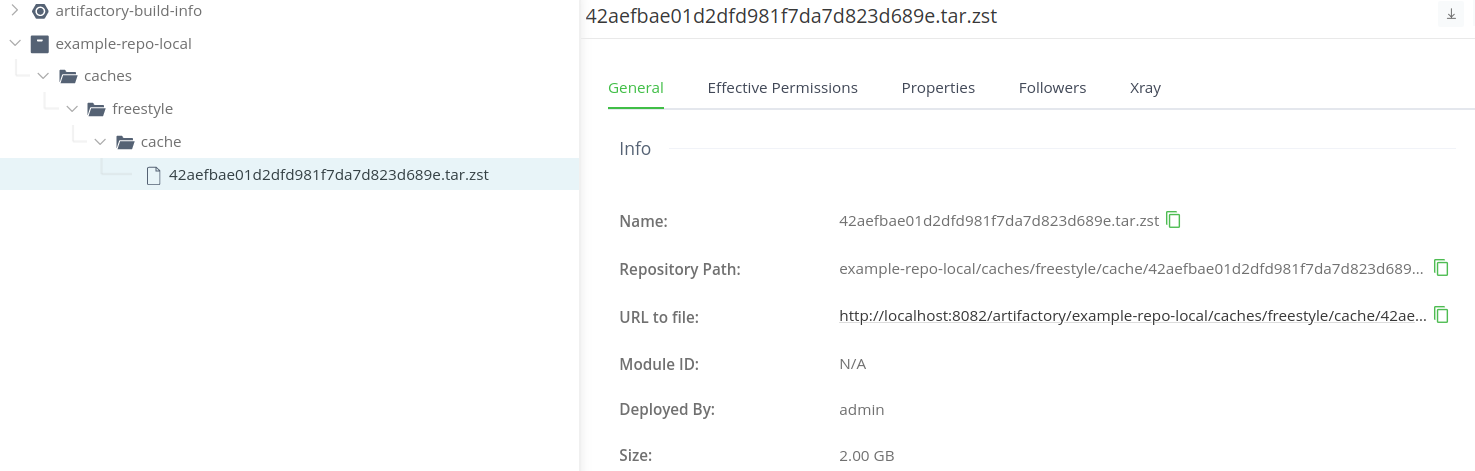 artifactory-build-info
example-repo-local
caches
freestyle
cache
42aefbae01d2dfd981f7da7d823d689e.tar.zst
42aefbae01d2dfd981f7da7d823d689e.tar.zst
General Effective Permissions Properties Followers Xray
Info
Name: 42aefbae01d2dfd981f7da7d823d689e.tar.zst
Repository Path: example-repo-local/caches/freestyle/cache/42aefbae01d2dfd981f7da7d823d689...
URL to file: http://localhost:8082/artifactory/example-repo-local/caches/freestyle/cache/42ae...
Module ID: N/A
Deployed By: admin
Size: 2.00 GB